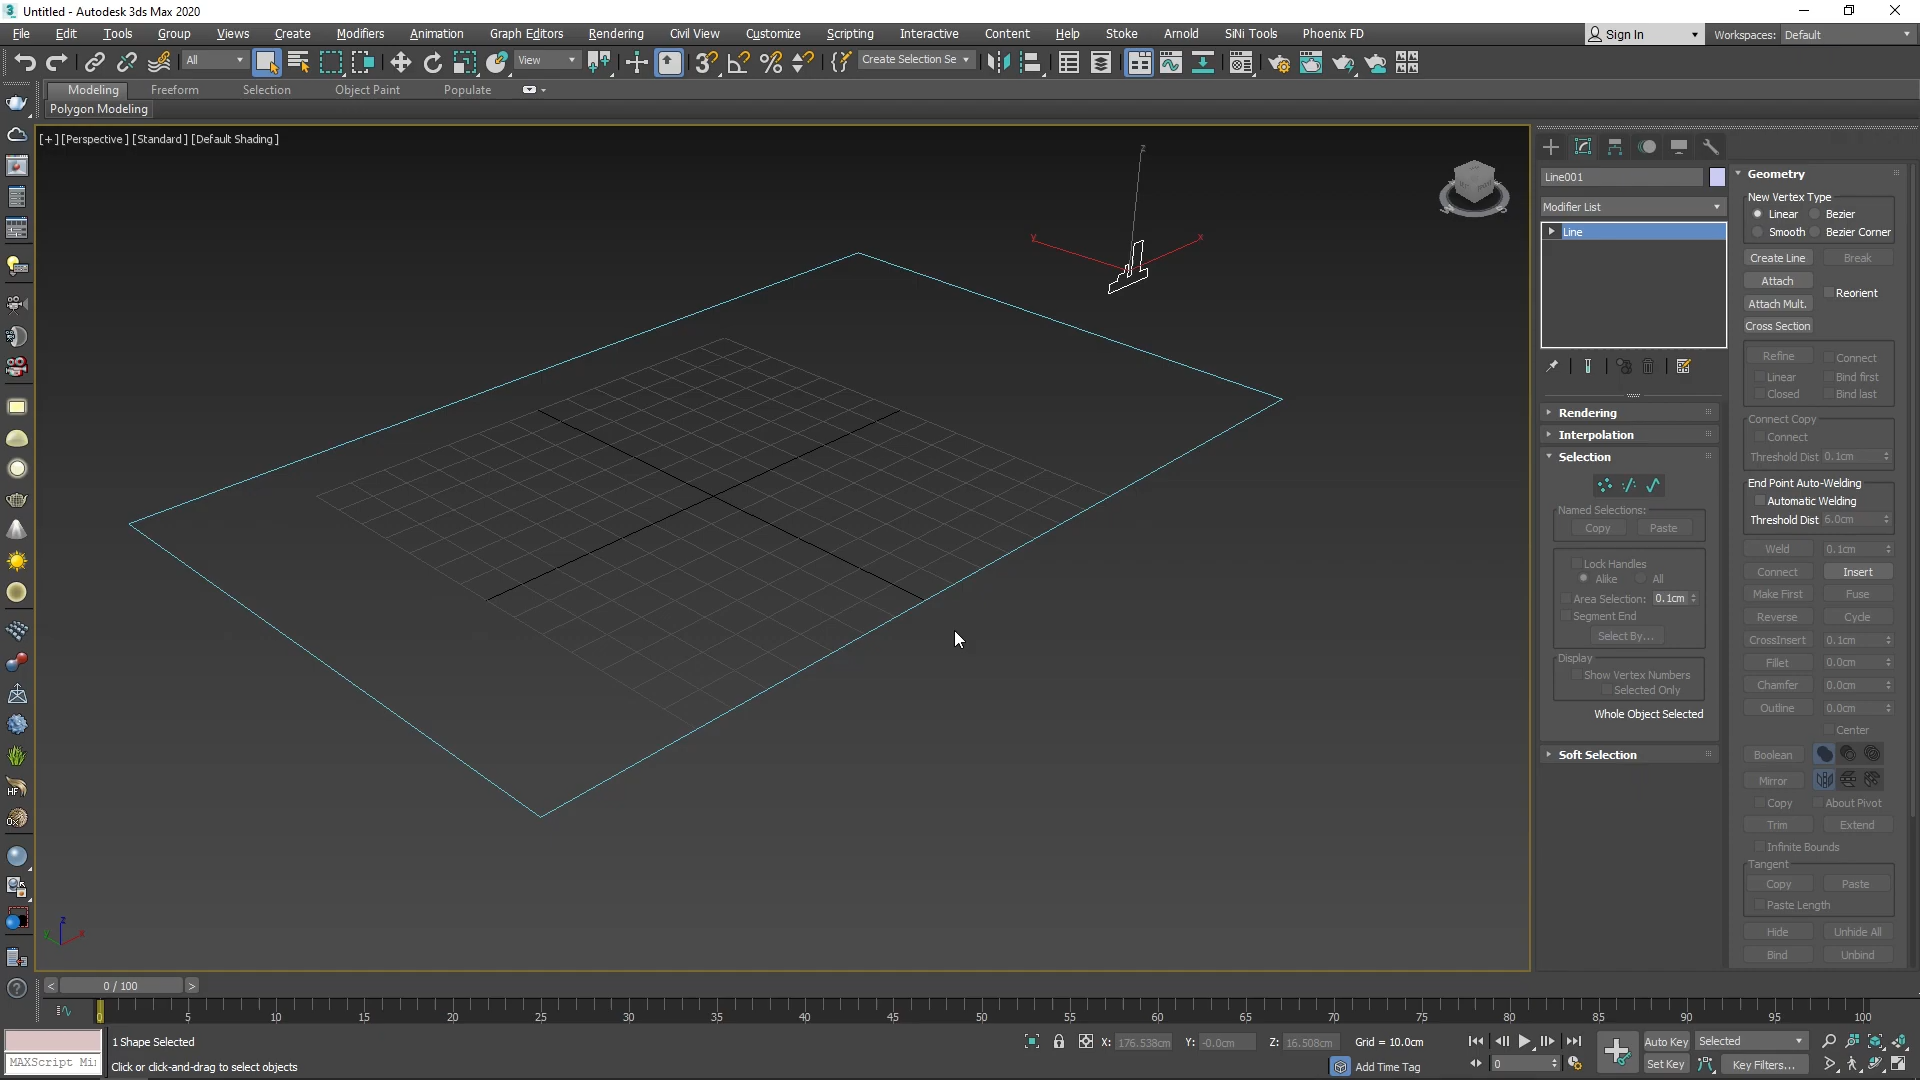 Untitled - Autodesk 3ds Max 2020
File Edit Tools Group Views Create Modifiers Animation Graph Editors Rendering Civil View Customize Scripting Interactive Content Help Stoke Arnold SiNi Tools Phoenix FD Sign In Workspaces: Default
All View Create Selection Se
Modeling Freeform Selection Object Paint Populate
Polygon Modeling
[+] [Perspective] [Standard] [Default Shading]
z
y
x
Line001
Modifier List
Line
Rendering
Interpolation
Selection
Named Selections:
Copy Paste
Lock Handles
Alike All
Area Selection: 0.1cm
Segment End
Select By...
Display
Show Vertex Numbers
Selected Only
Whole Object Selected
Soft Selection
Geometry
New Vertex Type
Linear Bezier
Smooth Bezier Corner
Create Line Break
Attach
Reorient
Attach Mult.
Cross Section
Refine Connect
Linear Bind first
Closed Bind last
Connect Copy
Connect
Threshold Dist 0.1cm
End Point Auto-Welding
Automatic Welding
Threshold Dist 6.0cm
Weld 0.1cm
Connect Insert
Make First Fuse
Reverse Cycle
CrossInsert 0.1cm
Fillet 0.0cm
Chamfer 0.0cm
Outline 0.0cm
Center
Boolean
Mirror
Copy About Pivot
Trim Extend
Infinite Bounds
Tangent
Copy Paste
Paste Length
Hide Unhide All
Bind Unbind
z
y x
< 0 / 100 >
0 5 10 15 20 25 30 35 40 45 50 55 60 65 70 75 80 85 90 95 100
1 Shape Selected X: 176.538cm Y: -0.0cm Z: 16.508cm Grid = 10.0cm Auto Key Selected
MAXScript Mi Click or click-and-drag to select objects Add Time Tag 0 Set Key Key Filters...